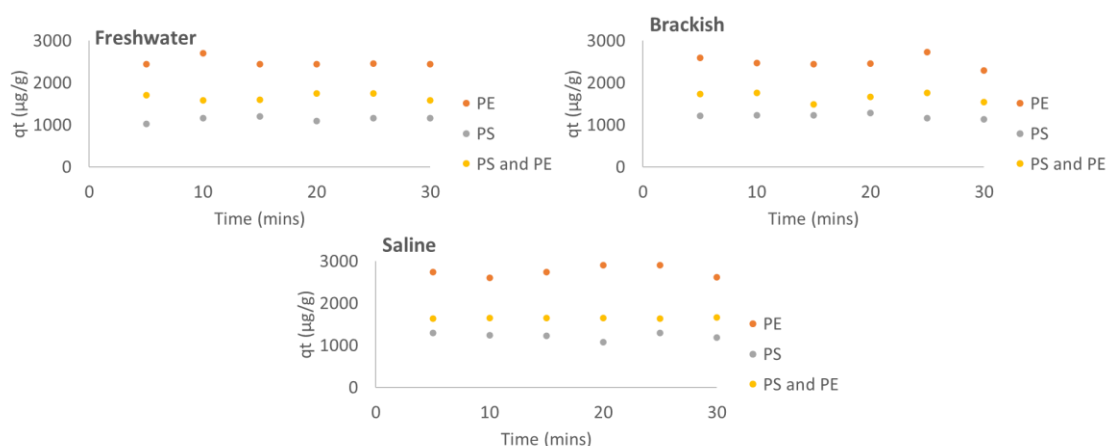 Freshwater
3000
2000
1000
0
0
10
20
30
qt (µg/g)
Time (mins)
PE
PS
PS and PE
Brackish
3000
2000
1000
0
0
10
20
30
qt (µg/g)
Time (mins)
PE
PS
PS and PE
Saline
3000
2000
1000
0
0
10
20
30
qt (µg/g)
Time (mins)
PE
PS
PS and PE